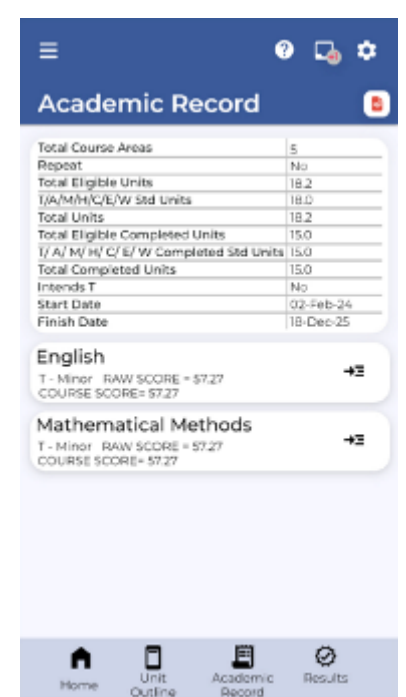 Academic Record
Total Course Areas 5
Repeat No
Total Eligible Units 18.2
T/A/M/H/C/E/W Std Units 18.0
Total Units 18.2
Total Eligible Completed Units 15.0
T/ A/ M/ H/ C/ E/ W Completed Std Units 15.0
Total Completed Units 15.0
Intends T No
Start Date 02-Feb-24
Finish Date 18-Dec-25
English
T - Minor RAW SCORE = 57.27
COURSE SCORE= 57.27
Mathematical Methods
T - Minor RAW SCORE = 57.27
COURSE SCORE= 57.27
Home
Unit Outline
Academic Record
Results